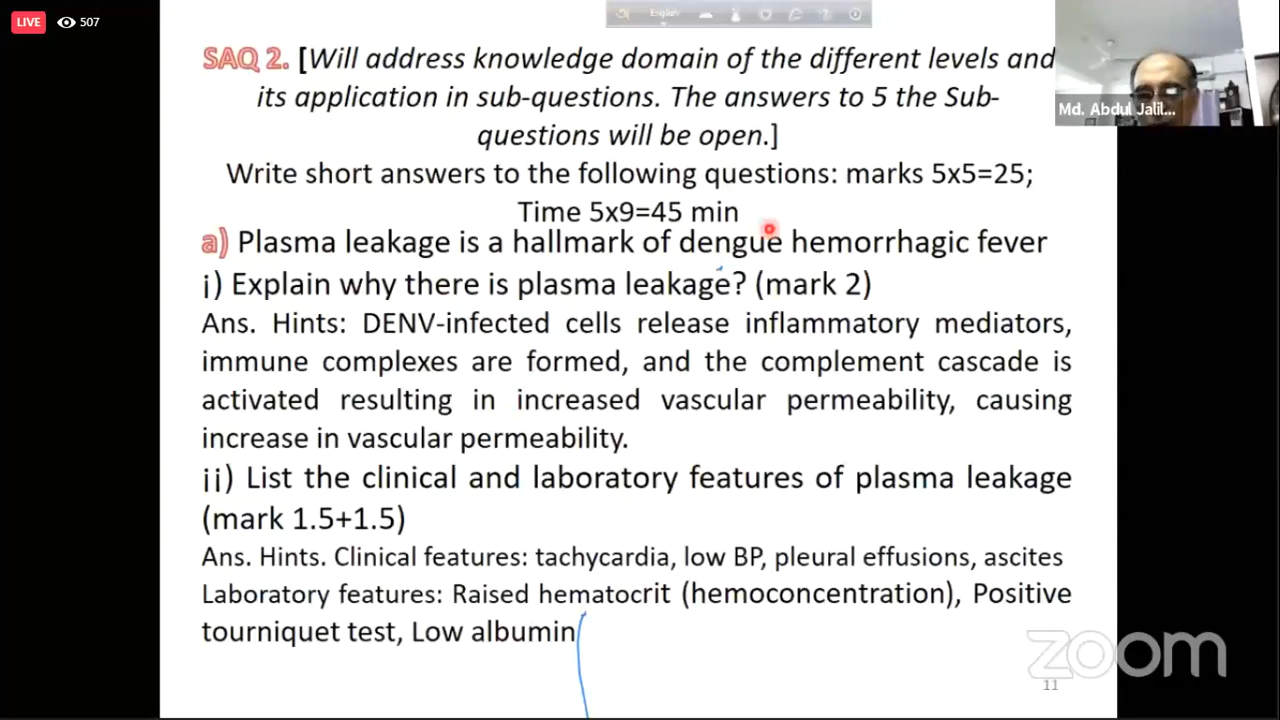 LIVE 507
English
SAQ 2. [Will address knowledge domain of the different levels and
its application in sub-questions. The answers to 5 the Sub-
questions will be open.]
Md. Abdul Jalil...
Write short answers to the following questions: marks 5x5=25;
Time 5x9=45 min
a) Plasma leakage is a hallmark of dengue hemorrhagic fever
i) Explain why there is plasma leakage? (mark 2)
Ans. Hints: DENV-infected cells release inflammatory mediators,
immune complexes are formed, and the complement cascade is
activated resulting in increased vascular permeability, causing
increase in vascular permeability.
ii) List the clinical and laboratory features of plasma leakage
(mark 1.5+1.5)
Ans. Hints. Clinical features: tachycardia, low BP, pleural effusions, ascites
Laboratory features: Raised hematocrit (hemoconcentration), Positive
tourniquet test, Low albumin
zoom
11